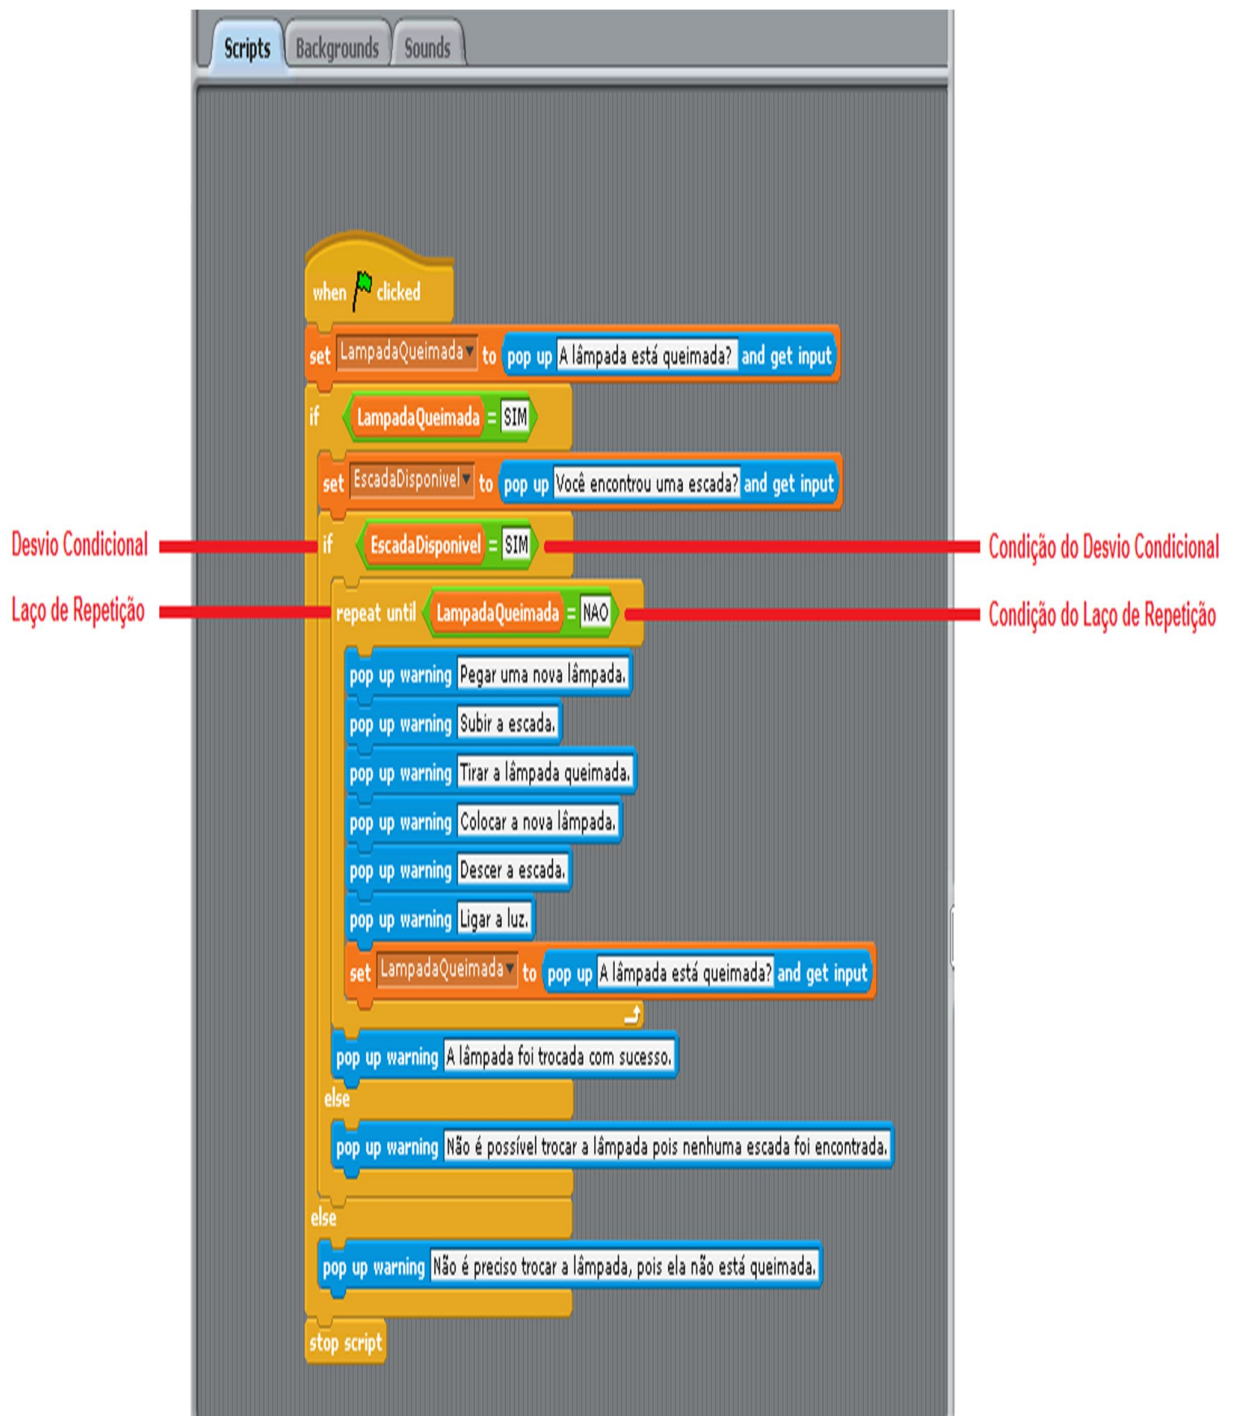 Scripts Backgrounds Sounds
when clicked
set LampadaQueimada to pop up A lâmpada está queimada? and get input
if LampadaQueimada = SIM
set EscadaDisponivel to pop up Você encontrou uma escada? and get input
Desvio Condicional if EscadaDisponivel = SIM Condição do Desvio Condicional
Laço de Repetição repeat until LampadaQueimada = NAO Condição do Laço de Repetição
pop up warning Pegar uma nova lâmpada.
pop up warning Subir a escada.
pop up warning Tirar a lâmpada queimada.
pop up warning Colocar a nova lâmpada.
pop up warning Descer a escada.
pop up warning Ligar a luz.
set LampadaQueimada to pop up A lâmpada está queimada? and get input
pop up warning A lâmpada foi trocada com sucesso.
else
pop up warning Não é possível trocar a lâmpada pois nenhuma escada foi encontrada.
else
pop up warning Não é preciso trocar a lâmpada, pois ela não está queimada.
stop script